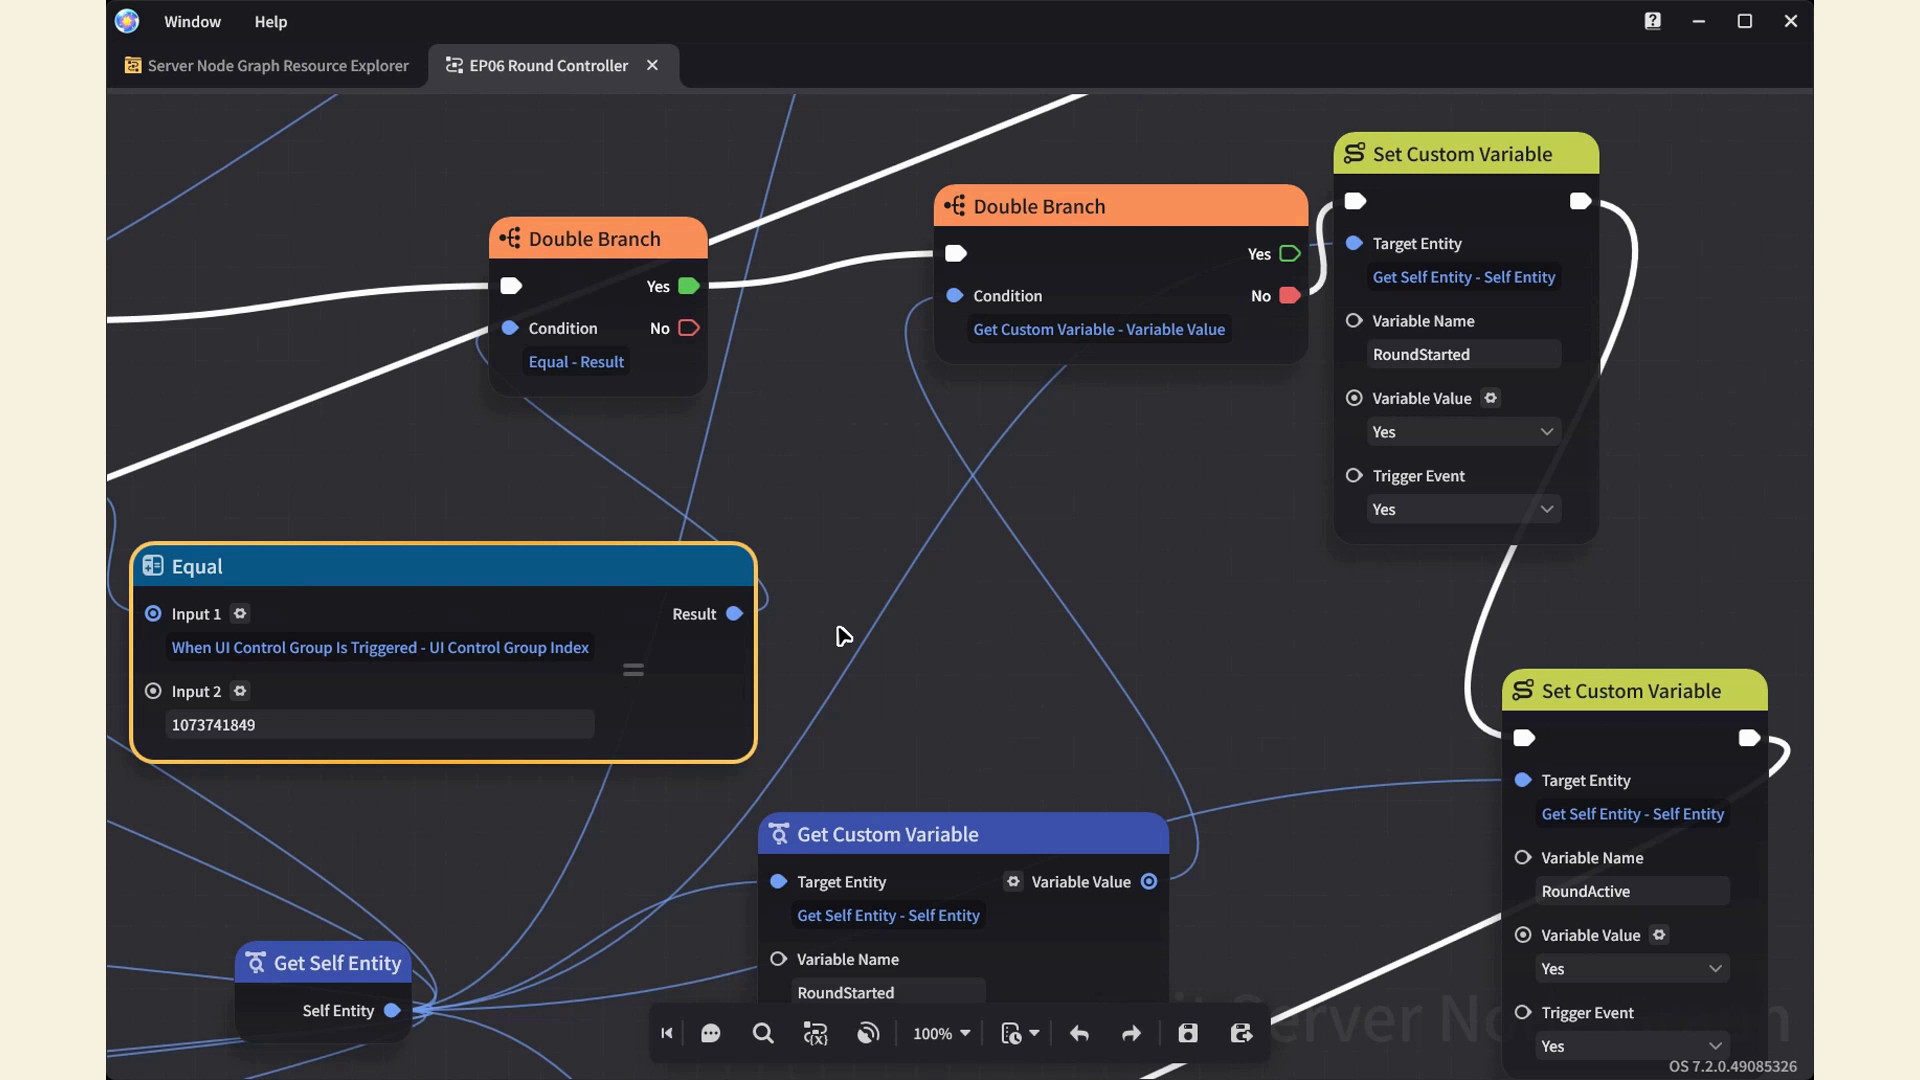 Window Help
Server Node Graph Resource Explorer
EP06 Round Controller
Double Branch
Yes
Condition
No
Equal - Result
Double Branch
Yes
Condition
No
Get Custom Variable - Variable Value
Set Custom Variable
Target Entity
Get Self Entity - Self Entity
Variable Name
RoundStarted
Variable Value
Yes
Trigger Event
Yes
Equal
Input 1
Result
When UI Control Group Is Triggered - UI Control Group Index
Input 2
1073741849
Set Custom Variable
Target Entity
Get Self Entity - Self Entity
Variable Name
RoundActive
Variable Value
Yes
Trigger Event
Yes
Get Custom Variable
Target Entity
Variable Value
Get Self Entity - Self Entity
Variable Name
RoundStarted
Get Self Entity
Self Entity
100%
OS 7.2.0.49085326